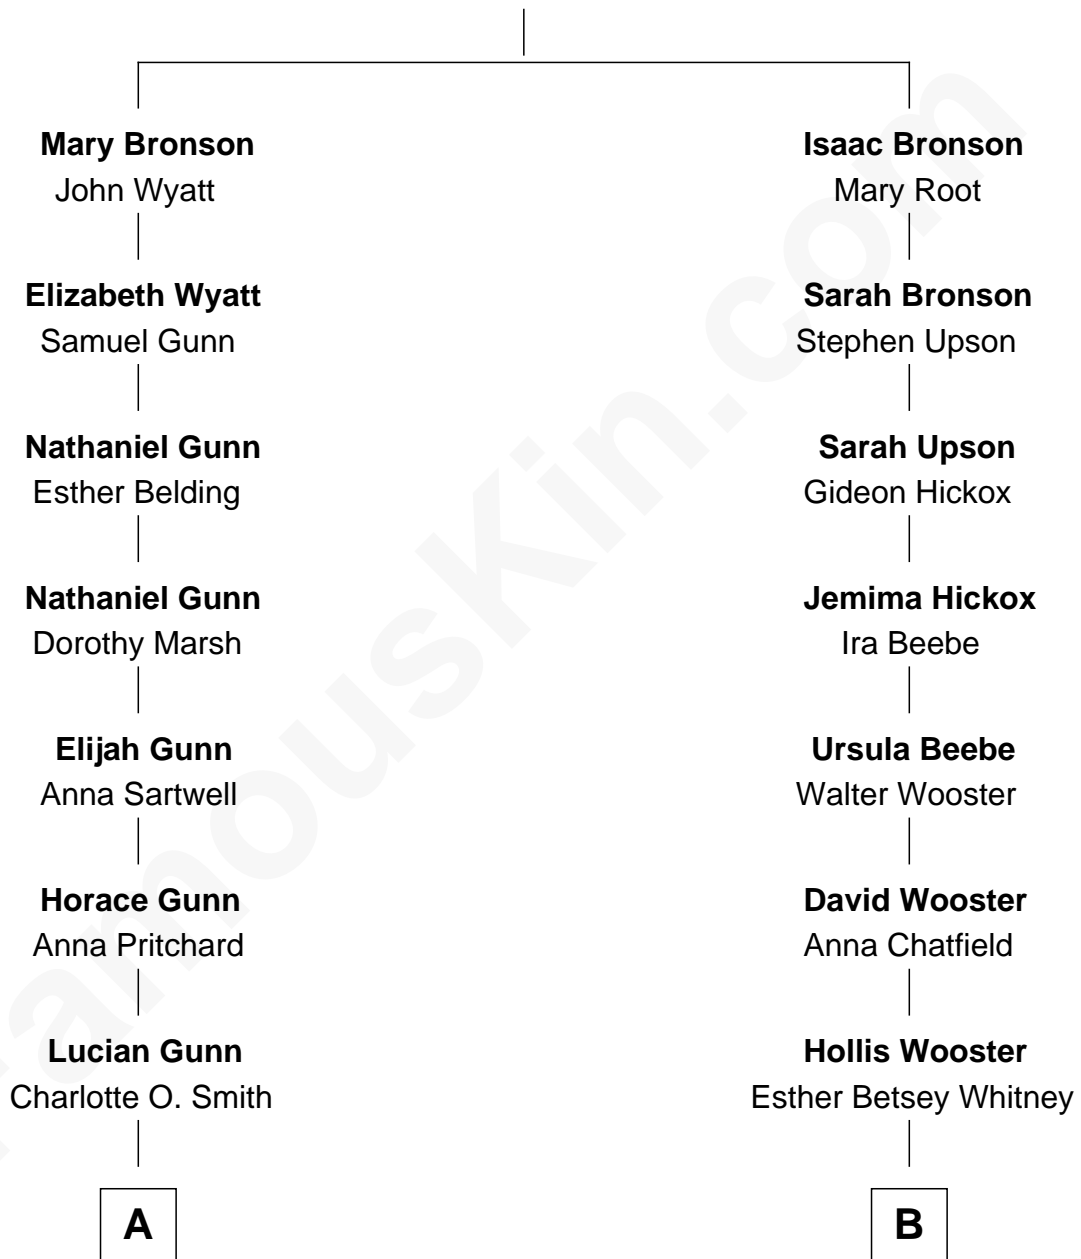 Mary Bronson
John Wyatt
Elizabeth Wyatt
Samuel Gunn
Nathaniel Gunn
Esther Belding
Nathaniel Gunn
Dorothy Marsh
Elijah Gunn
Anna Sartwell
Horace Gunn
Anna Pritchard
Lucian Gunn
Charlotte O. Smith
A
Isaac Bronson
Mary Root
Sarah Bronson
Stephen Upson
Sarah Upson
Gideon Hickox
Jemima Hickox
Ira Beebe
Ursula Beebe
Walter Wooster
David Wooster
Anna Chatfield
Hollis Wooster
Esther Betsey Whitney
B
FamousKin.com